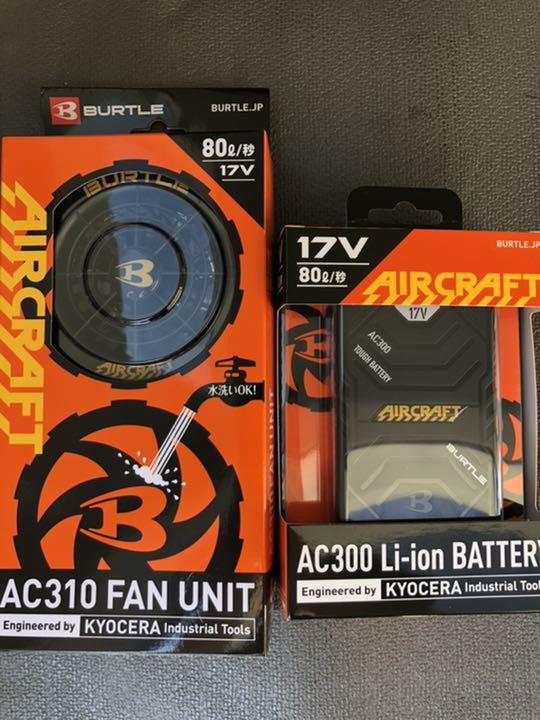 BURTLE
BURTLE.JP
80ℓ/秒
17V
BURTLE
B
AIRCRAFT
AIRCRAFT
水洗いOK!
B
AC310 FAN UNIT
Engineered by KYOCERA Industrial Tools
17V
80ℓ/秒
BURTLE.JP
AIRCRAFT
17V
AC300
TOUGH BATTERY
AIRCRAFT
BURTLE
B
AC300 Li-ion BATTERY
Engineered by KYOCERA Industrial Tool